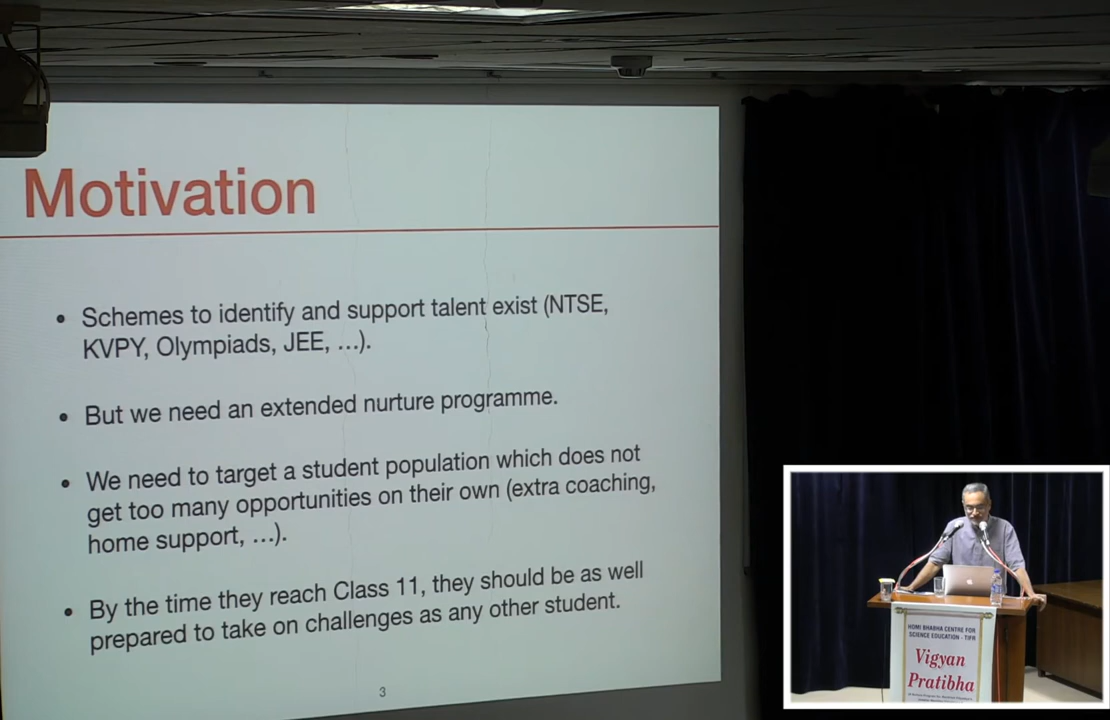 Motivation
• Schemes to identify and support talent exist (NTSE,
KVPY, Olympiads, JEE, ...).
• But we need an extended nurture programme.
• We need to target a student population which does not
get too many opportunities on their own (extra coaching,
home support, ...).
• By the time they reach Class 11, they should be as well
prepared to take on challenges as any other student.
3
HOMI BHABHA CENTRE FOR
SCIENCE EDUCATION - TIFR
Vigyan
Pratibha